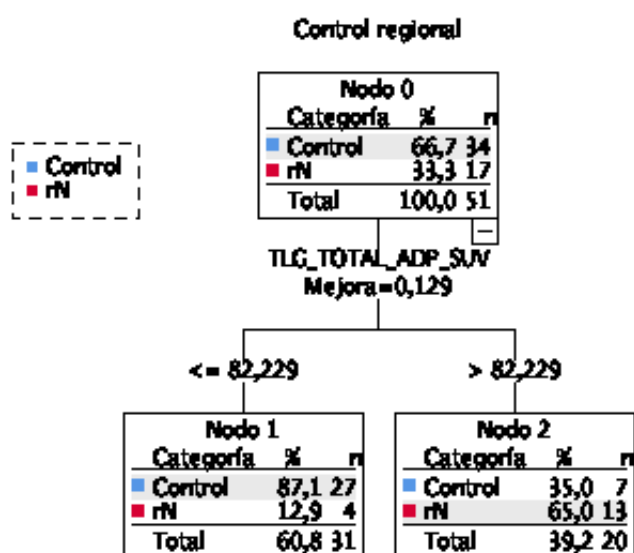 Control regional
Nodo 0
Categoría % n
Control 66,7 34
rN 33,3 17
Total 100,0 51
Control
rN
TLG_TOTAL_ADP_SUV
Mejora=0,129
<= 82,229
> 82,229
Nodo 1
Categoría % n
Control 87,1 27
rN 12,9 4
Total 60,8 31
Nodo 2
Categoría % n
Control 35,0 7
rN 65,0 13
Total 39,2 20